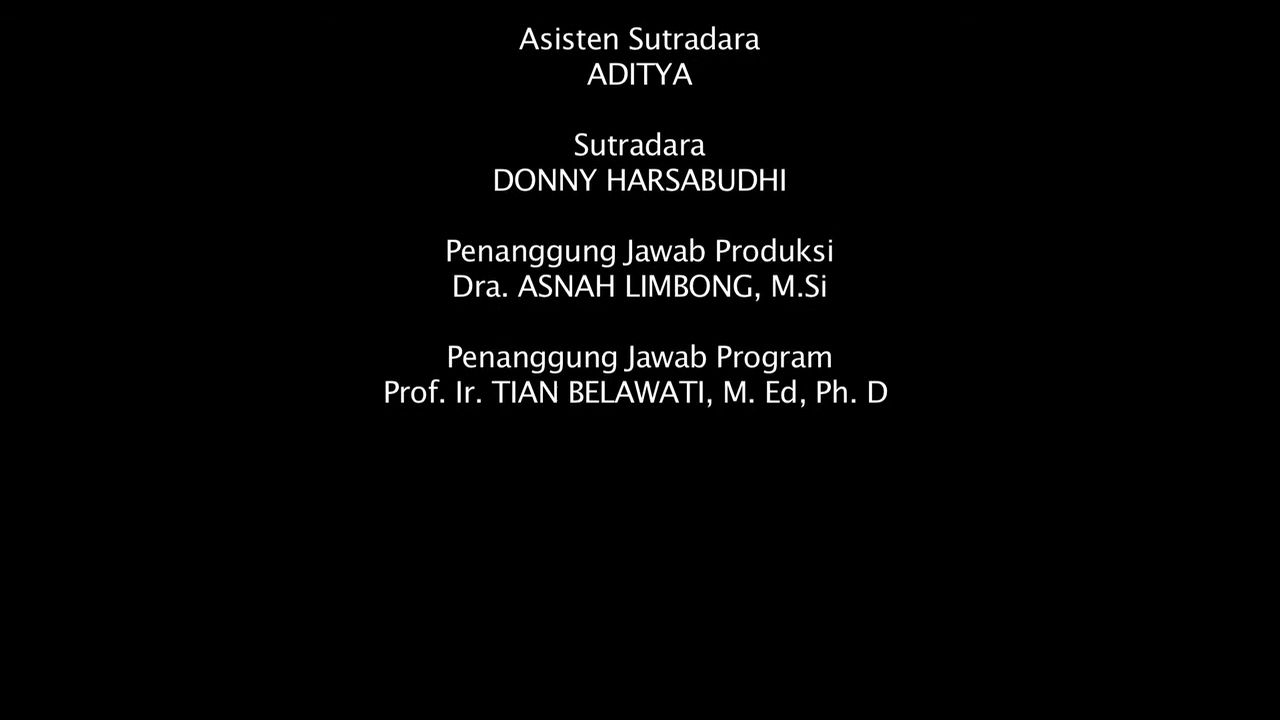 Asisten Sutradara
ADITYA
Sutradara
DONNY HARSABUDHI
Penanggung Jawab Produksi
Dra. ASNAH LIMBONG, M.Si
Penanggung Jawab Program
Prof. Ir. TIAN BELAWATI, M. Ed, Ph. D